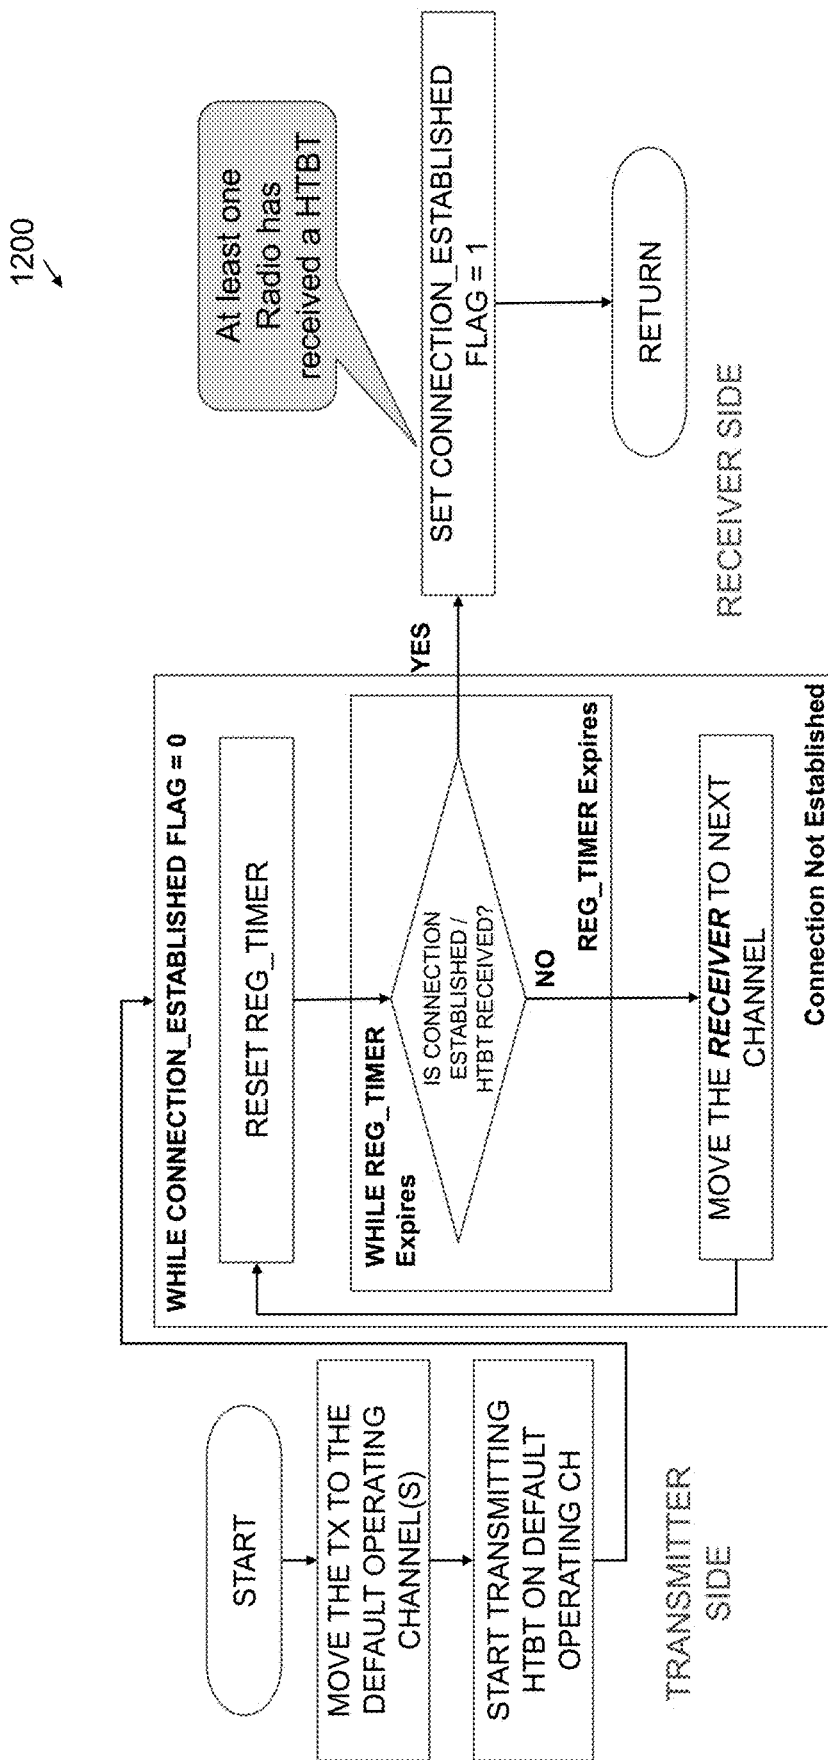 1200
START
MOVE THE TX TO THE
DEFAULT OPERATING
CHANNEL(S)
START TRANSMITTING
HTBT ON DEFAULT
OPERATING CH
TRANSMITTER
SIDE
WHILE CONNECTION_ESTABLISHED FLAG = 0
RESET REG_TIMER
WHILE REG_TIMER
Expires
IS CONNECTION
ESTABLISHED /
HTBT RECEIVED?
NO
REG_TIMER Expires
MOVE THE RECEIVER TO NEXT
CHANNEL
Connection Not Established
YES
At least one
Radio has
received a HTBT
SET CONNECTION_ESTABLISHED
FLAG = 1
RETURN
RECEIVER SIDE